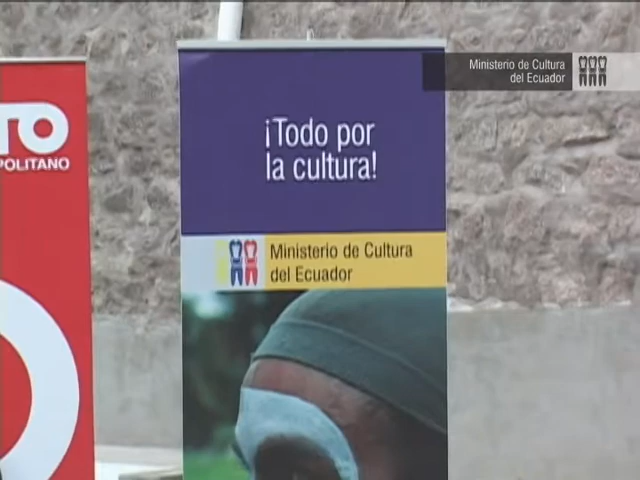 Ministerio de Cultura
del Ecuador
TO
POLITANO
¡Todo por
la cultura!
Ministerio de Cultura
del Ecuador